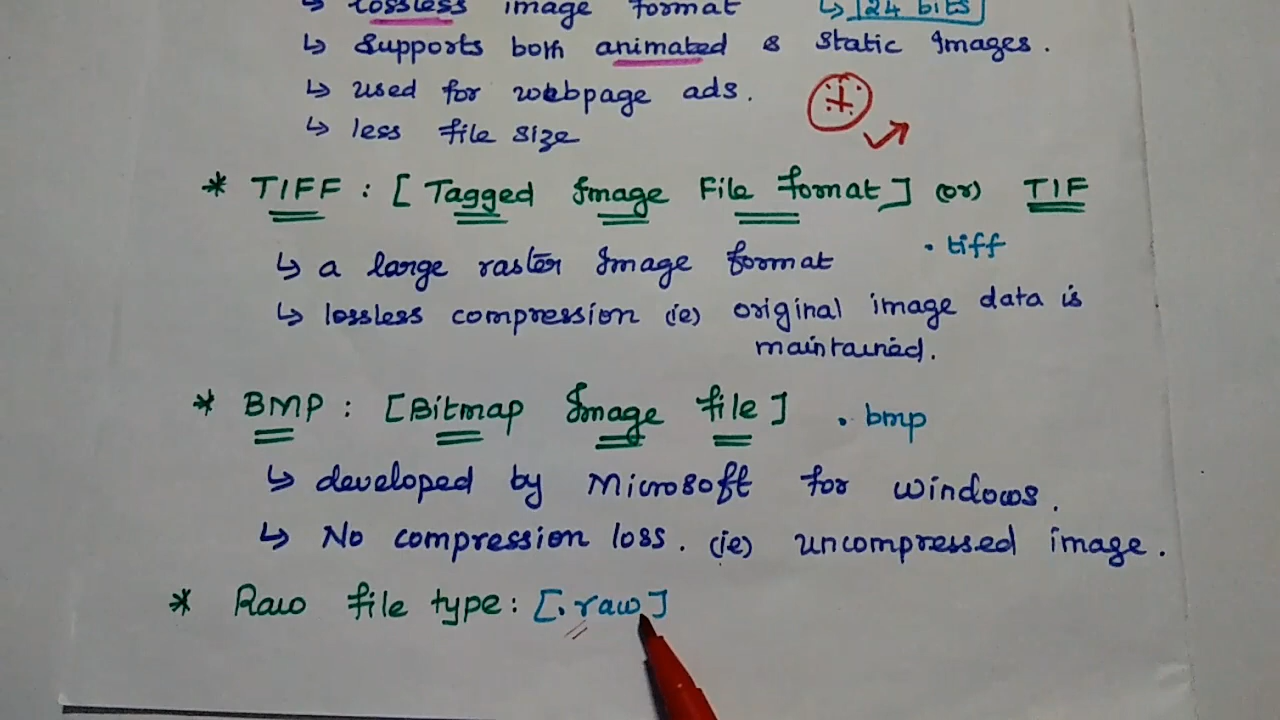 ↳ lossless image format ↳ 24 bits
↳ supports both animated & static Images.
↳ used for webpage ads.
↳ less file size
* TIFF : [Tagged Image File format] (or) TIF
↳ a large raster Image format . tiff
↳ lossless compression (ie) original image data is
maintained.
* BMP : [Bitmap Image file] . bmp
↳ developed by Microsoft for windows.
↳ No compression loss. (ie) uncompressed image.
* Raw file type: [.raw]